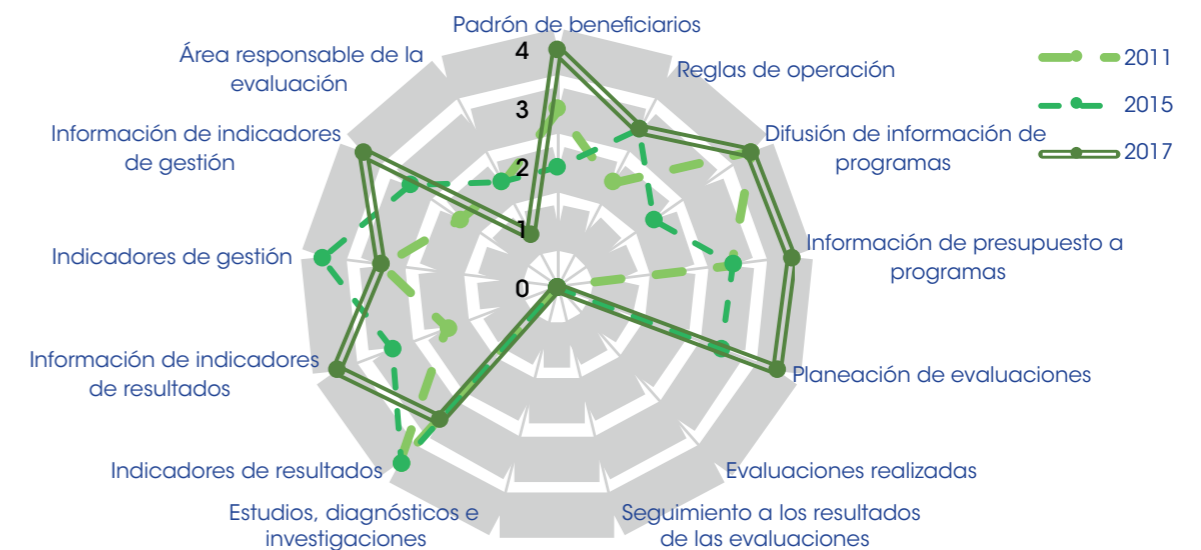 Padrón de beneficiarios
Área responsable de la
evaluación
Reglas de operación
Información de indicadores
de gestión
Difusión de información de
programas
Indicadores de gestión
Información de presupuesto a
programas
Información de indicadores
de resultados
Planeación de evaluaciones
Indicadores de resultados
Evaluaciones realizadas
Estudios, diagnósticos e
investigaciones
Seguimiento a los resultados
de las evaluaciones
4
3
2
1
0
2011
2015
2017